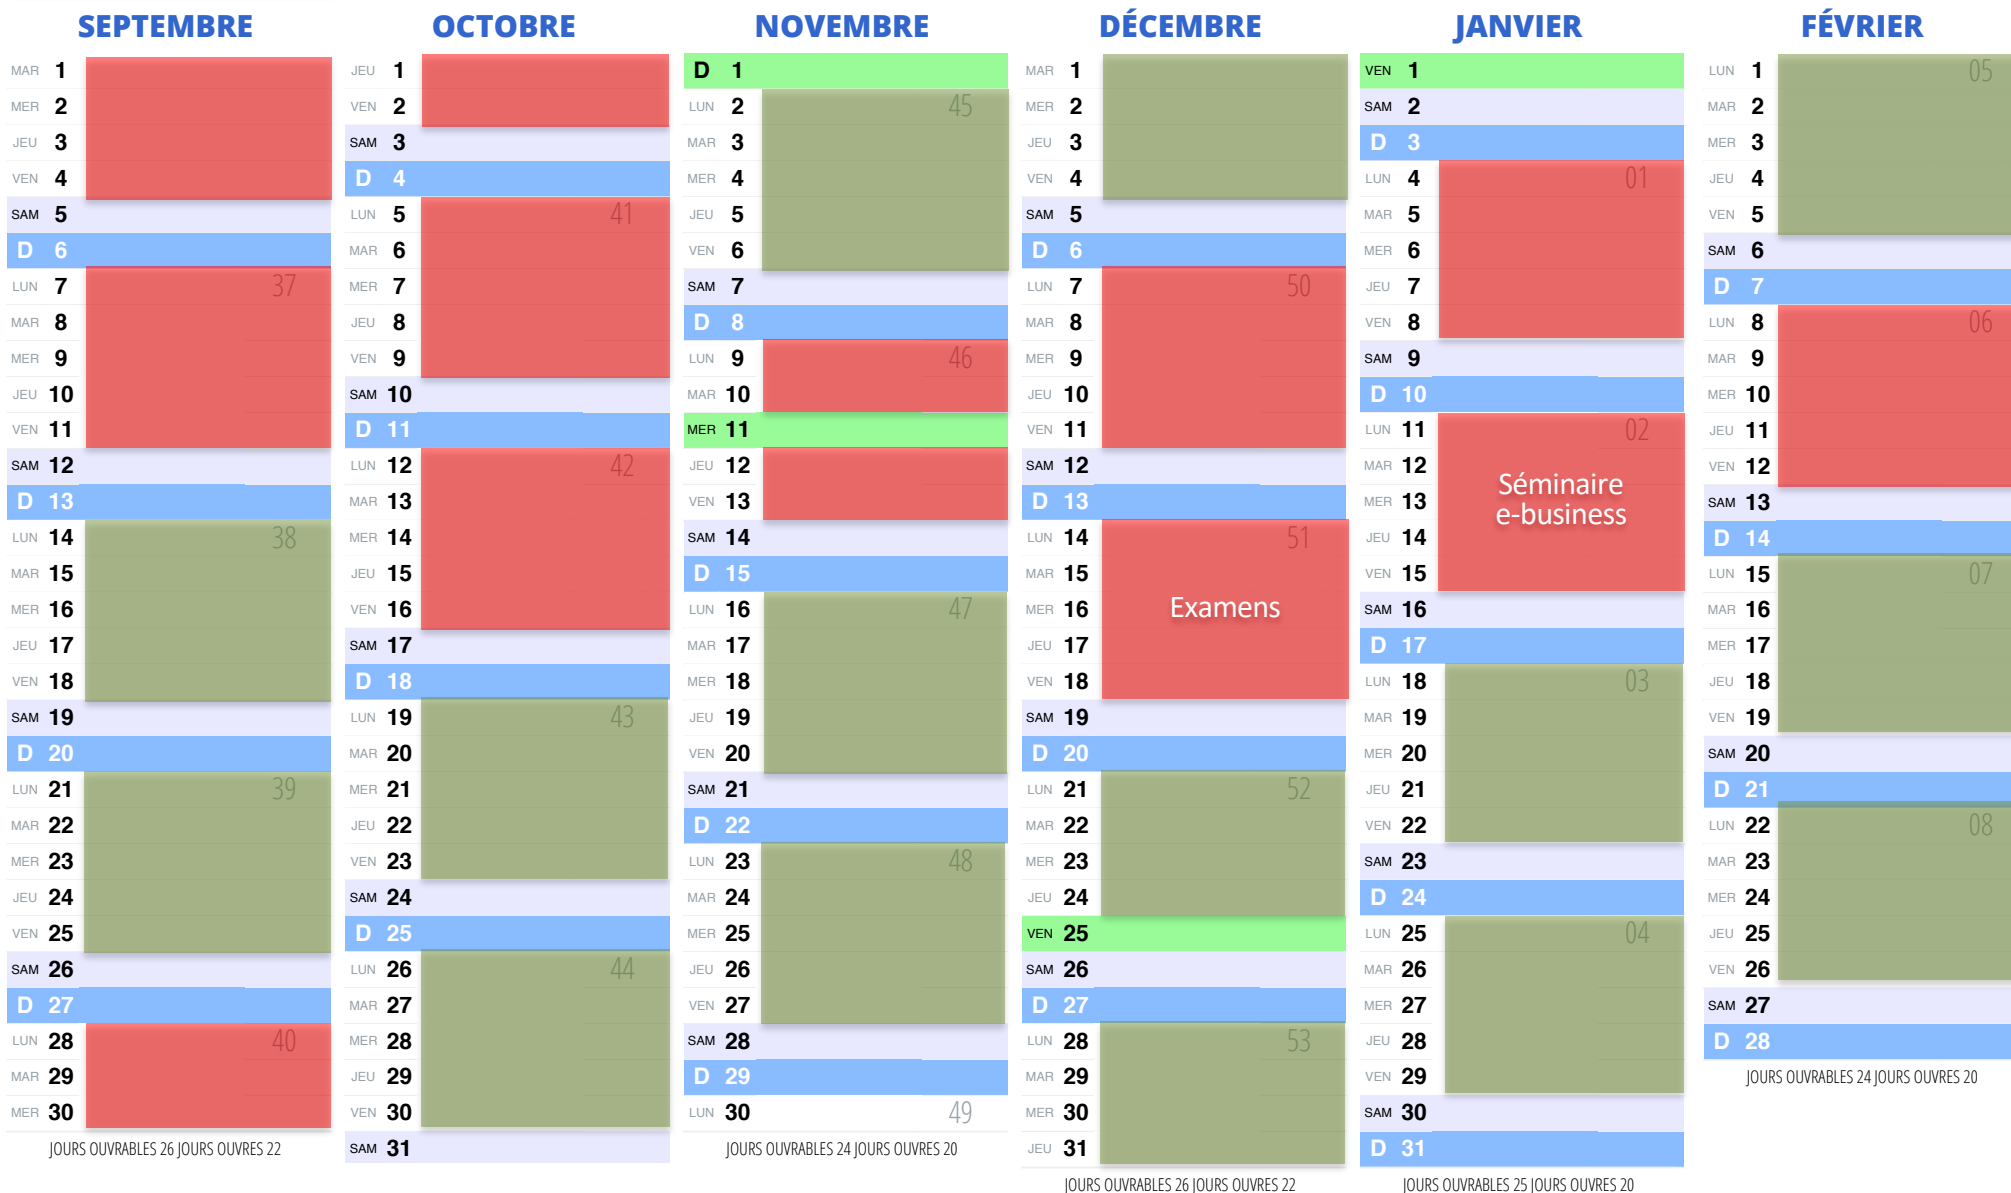 SEPTEMBRE
MAR 1
MER 2
JEU 3
VEN 4
SAM 5
D 6
LUN 7 37
MAR 8
MER 9
JEU 10
VEN 11
SAM 12
D 13
LUN 14 38
MAR 15
MER 16
JEU 17
VEN 18
SAM 19
D 20
LUN 21 39
MAR 22
MER 23
JEU 24
VEN 25
SAM 26
D 27
LUN 28 40
MAR 29
MER 30
JOURS OUVRABLES 26 JOURS OUVRES 22
OCTOBRE
JEU 1
VEN 2
SAM 3
D 4
LUN 5 41
MAR 6
MER 7
JEU 8
VEN 9
SAM 10
D 11
LUN 12 42
MAR 13
MER 14
JEU 15
VEN 16
SAM 17
D 18
LUN 19 43
MAR 20
MER 21
JEU 22
VEN 23
SAM 24
D 25
LUN 26 44
MAR 27
MER 28
JEU 29
VEN 30
SAM 31
NOVEMBRE
D 1
LUN 2 45
MAR 3
MER 4
JEU 5
VEN 6
SAM 7
D 8
LUN 9 46
MAR 10
MER 11
JEU 12
VEN 13
SAM 14
D 15
LUN 16 47
MAR 17
MER 18
JEU 19
VEN 20
SAM 21
D 22
LUN 23 48
MAR 24
MER 25
JEU 26
VEN 27
SAM 28
D 29
LUN 30 49
JOURS OUVRABLES 24 JOURS OUVRES 20
DÉCEMBRE
MAR 1
MER 2
JEU 3
VEN 4
SAM 5
D 6
LUN 7 50
MAR 8
MER 9
JEU 10
VEN 11
SAM 12
D 13
LUN 14 51
MAR 15
MER 16 Examens
JEU 17
VEN 18
SAM 19
D 20
LUN 21 52
MAR 22
MER 23
JEU 24
VEN 25
SAM 26
D 27
LUN 28 53
MAR 29
MER 30
JEU 31
JOURS OUVRABLES 26 JOURS OUVRES 22
JANVIER
VEN 1
SAM 2
D 3
LUN 4 01
MAR 5
MER 6
JEU 7
VEN 8
SAM 9
D 10
LUN 11 02
MAR 12
Séminaire
MER 13
e-business
JEU 14
VEN 15
SAM 16
D 17
LUN 18 03
MAR 19
MER 20
JEU 21
VEN 22
SAM 23
D 24
LUN 25 04
MAR 26
MER 27
JEU 28
VEN 29
SAM 30
D 31
JOURS OUVRABLES 25 JOURS OUVRES 20
FÉVRIER
LUN 1 05
MAR 2
MER 3
JEU 4
VEN 5
SAM 6
D 7
LUN 8 06
MAR 9
MER 10
JEU 11
VEN 12
SAM 13
D 14
LUN 15 07
MAR 16
MER 17
JEU 18
VEN 19
SAM 20
D 21
LUN 22 08
MAR 23
MER 24
JEU 25
VEN 26
SAM 27
D 28
JOURS OUVRABLES 24 JOURS OUVRES 20